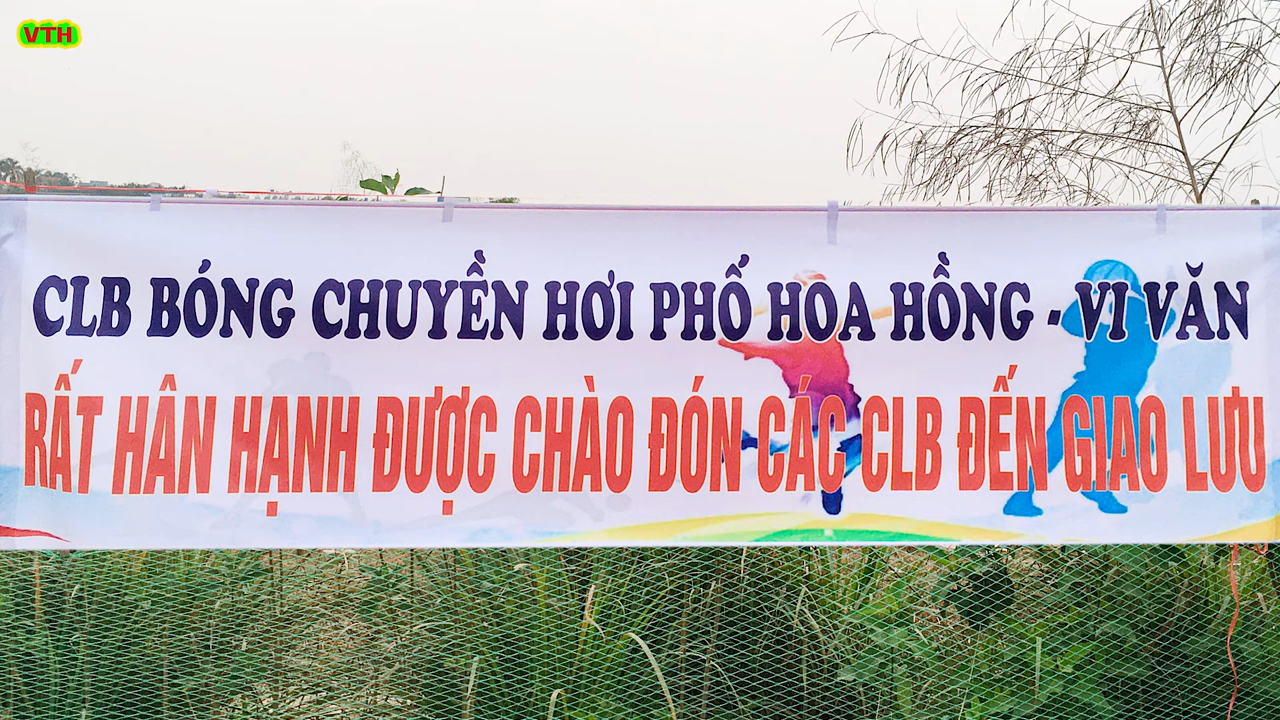 VTH
CLB BÓNG CHUYỀN HƠI PHỐ HOA HỒNG - VI VĂN
RẤT HÂN HẠNH ĐƯỢC CHÀO ĐÓN CÁC CLB ĐẾN GIAO LƯU